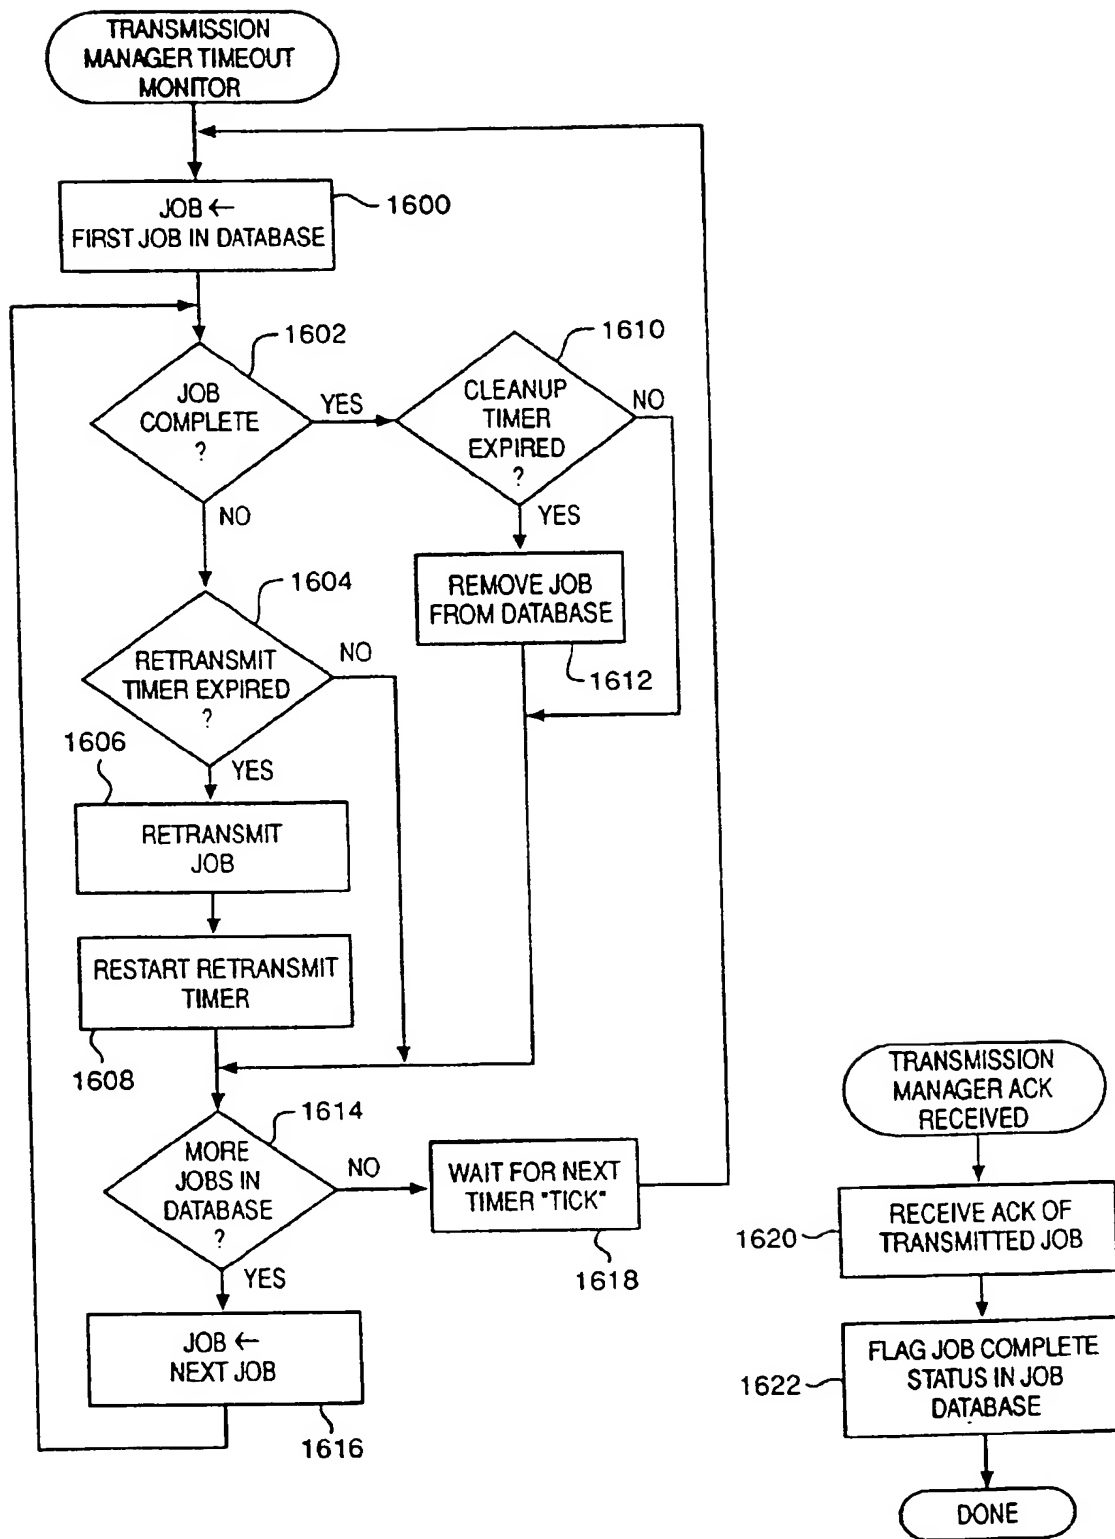 TRANSMISSION
MANAGER TIMEOUT
MONITOR
JOB ←
FIRST JOB IN DATABASE
1600
JOB
COMPLETE
?
1602
YES
NO
CLEANUP
TIMER
EXPIRED
?
1610
NO
YES
REMOVE JOB
FROM DATABASE
1612
RETRANSMIT
TIMER EXPIRED
?
1604
NO
YES
1606
RETRANSMIT
JOB
RESTART RETRANSMIT
TIMER
1608
MORE
JOBS IN
DATABASE
?
1614
NO
YES
WAIT FOR NEXT
TIMER "TICK"
1618
JOB ←
NEXT JOB
1616
TRANSMISSION
MANAGER ACK
RECEIVED
RECEIVE ACK OF
TRANSMITTED JOB
1620
FLAG JOB COMPLETE
STATUS IN JOB
DATABASE
1622
DONE